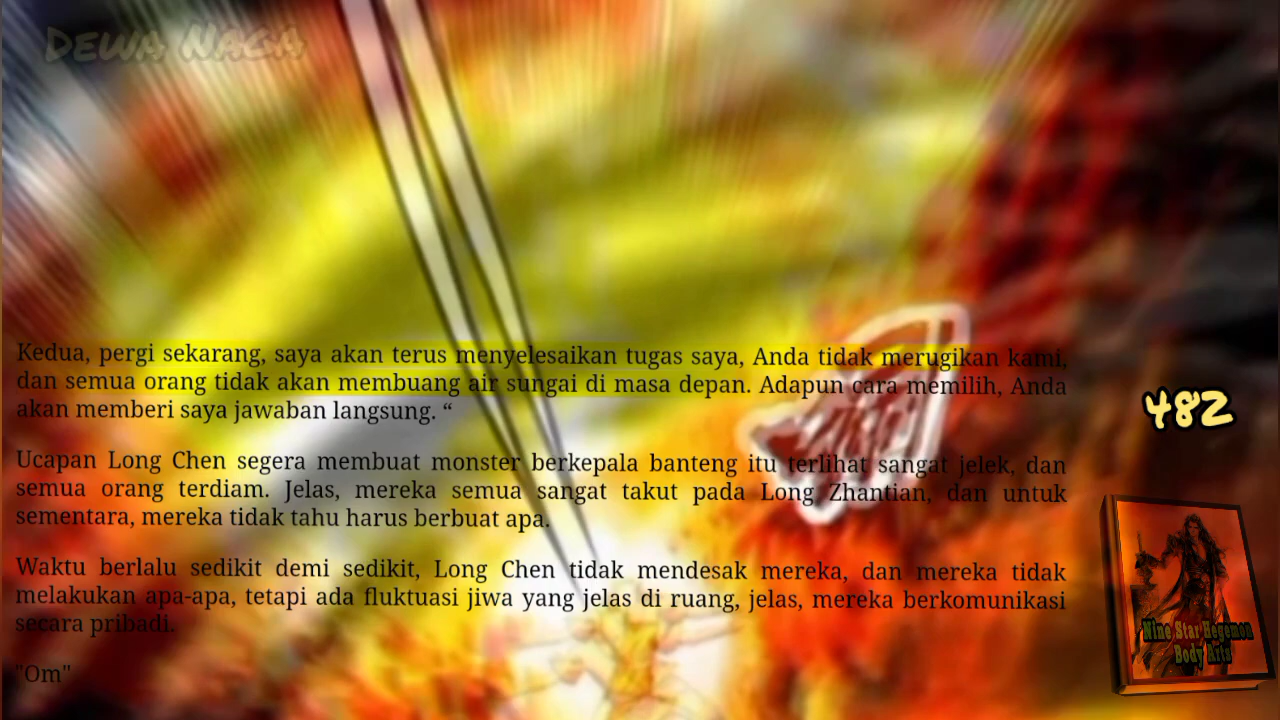 Dewa Naga
Kedua, pergi sekarang, saya akan terus menyelesaikan tugas saya, Anda tidak merugikan kami,
dan semua orang tidak akan membuang air sungai di masa depan. Adapun cara memilih, Anda
akan memberi saya jawaban langsung. “
Ucapan Long Chen segera membuat monster berkepala banteng itu terlihat sangat jelek, dan
semua orang terdiam. Jelas, mereka semua sangat takut pada Long Zhantian, dan untuk
sementara, mereka tidak tahu harus berbuat apa.
Waktu berlalu sedikit demi sedikit, Long Chen tidak mendesak mereka, dan mereka tidak
melakukan apa-apa, tetapi ada fluktuasi jiwa yang jelas di ruang, jelas, mereka berkomunikasi
secara pribadi.
"Om"
482
Nine Star Hegemon
Body Arts